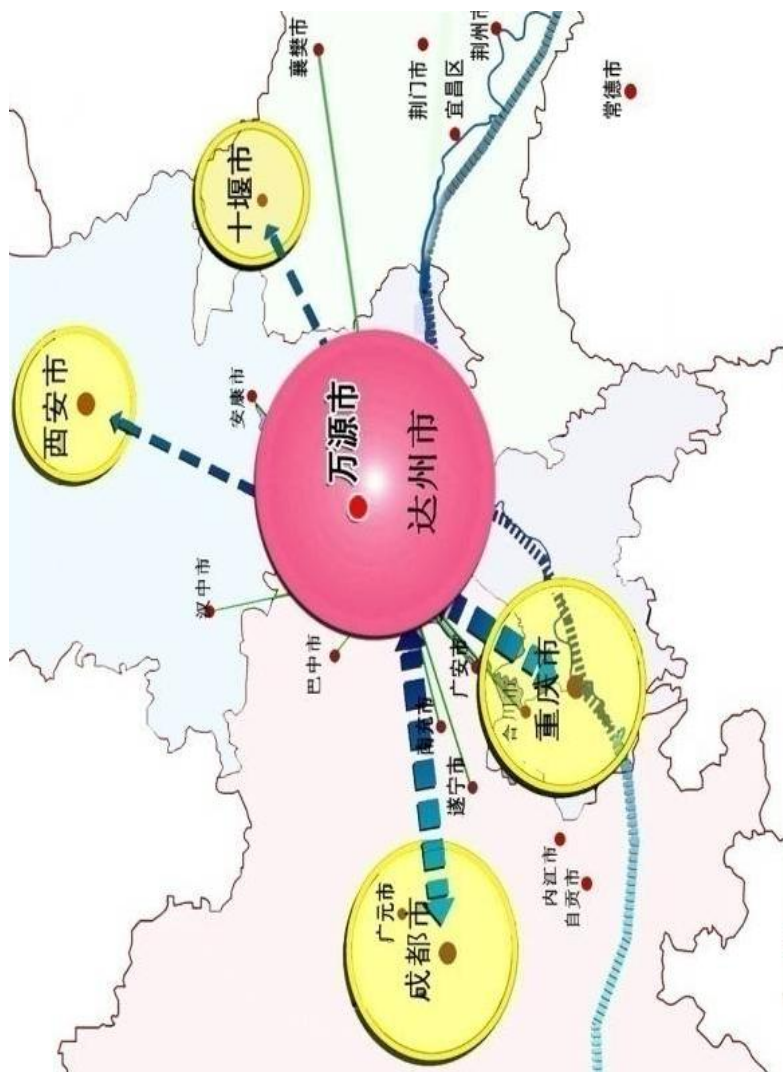 襄樊市
荆门市
宜昌区
荆州市
常德市
十堰市
西安市
安康市
万源市
达州市
汉中市
巴中市
广安市
合川市
重庆市
南充市
遂宁市
内江市
自贡市
广元市
成都市